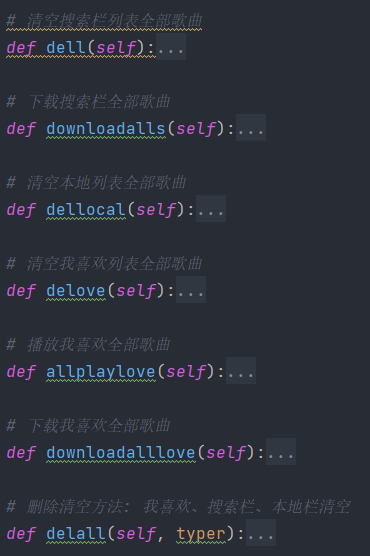 # 清空搜索栏列表全部歌曲
def dell(self):...
# 下载搜索栏全部歌曲
def downloadalls(self):...
# 清空本地列表全部歌曲
def dellocal(self):...
# 清空我喜欢列表全部歌曲
def delove(self):...
# 播放我喜欢全部歌曲
def allplaylove(self):...
# 下载我喜欢全部歌曲
def downloadalllove(self):...
# 删除清空方法: 我喜欢、搜索栏、本地栏清空
def delall(self, typer):...